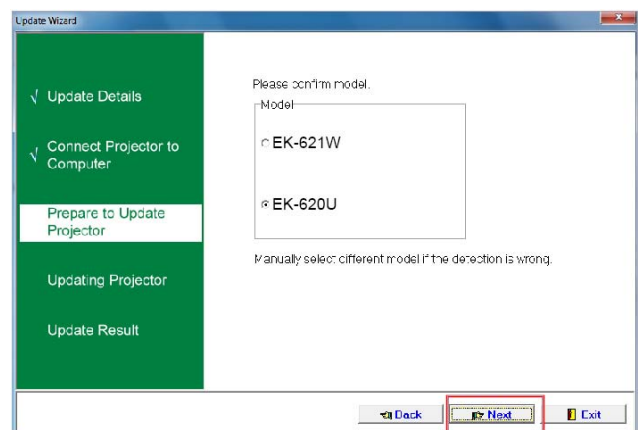 Update Wizard
√ Update Details
√ Connect Projector to
Computer
Prepare to Update
Projector
Updating Projector
Update Result
Please confirm model.
Model
EK-621W
EK-620U
Manually select different model if the detection is wrong.
Back
Next
Exit